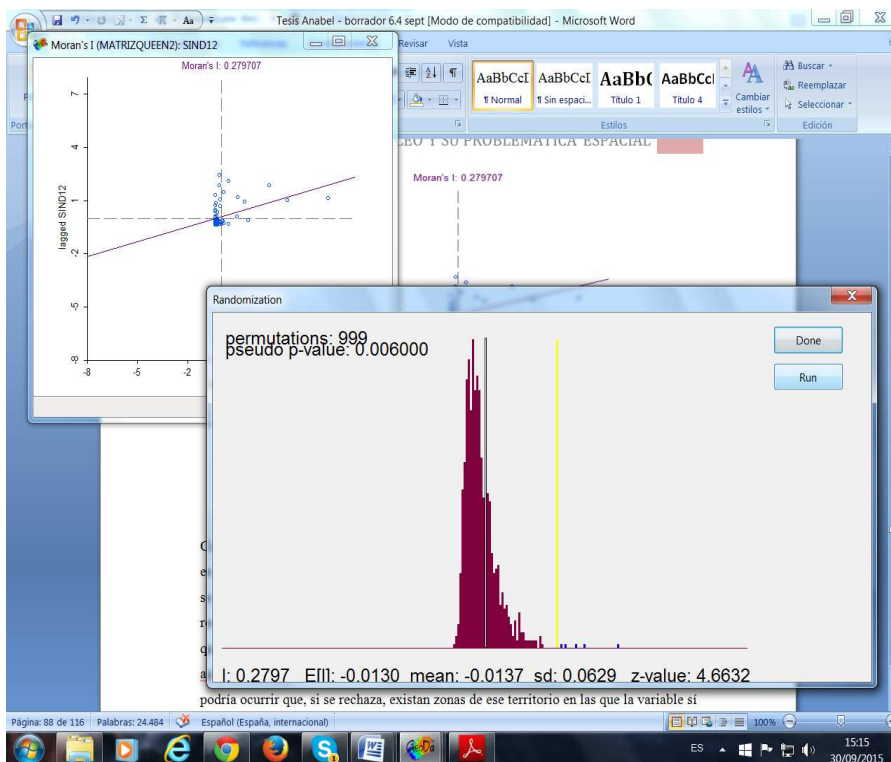 Tesis Anabel - borrador 6.4 sept [Modo de compatibilidad] - Microsoft Word
Moran's I (MATRIZQUEEN2): SIND12
Revisar Vista
Moran's I: 0.279707
7
4
1
-2
-5
-8
lagged SIND12
-8 -5 -2
AaBbCcI AaBbCcI AaBb( AaBbCcI
¶ Normal ¶ Sin espaci... Título 1 Título 4
Cambiar
estilos
Estilos
Buscar
Reemplazar
Seleccionar
Edición
Y SU PROBLEMÁTICA ESPACIAL
Moran's I: 0.279707
Randomization
permutations: 999
pseudo p-value: 0.006000
Done
Run
I: 0.2797 E[I]: -0.0130 mean: -0.0137 sd: 0.0629 z-value: 4.6632
podría ocurrir que, si se rechaza, existan zonas de ese territorio en las que la variable sí
Página: 88 de 116 Palabras: 24.484 Español (España, internacional) 100%
GeoDa
ES 15:15
30/09/2015